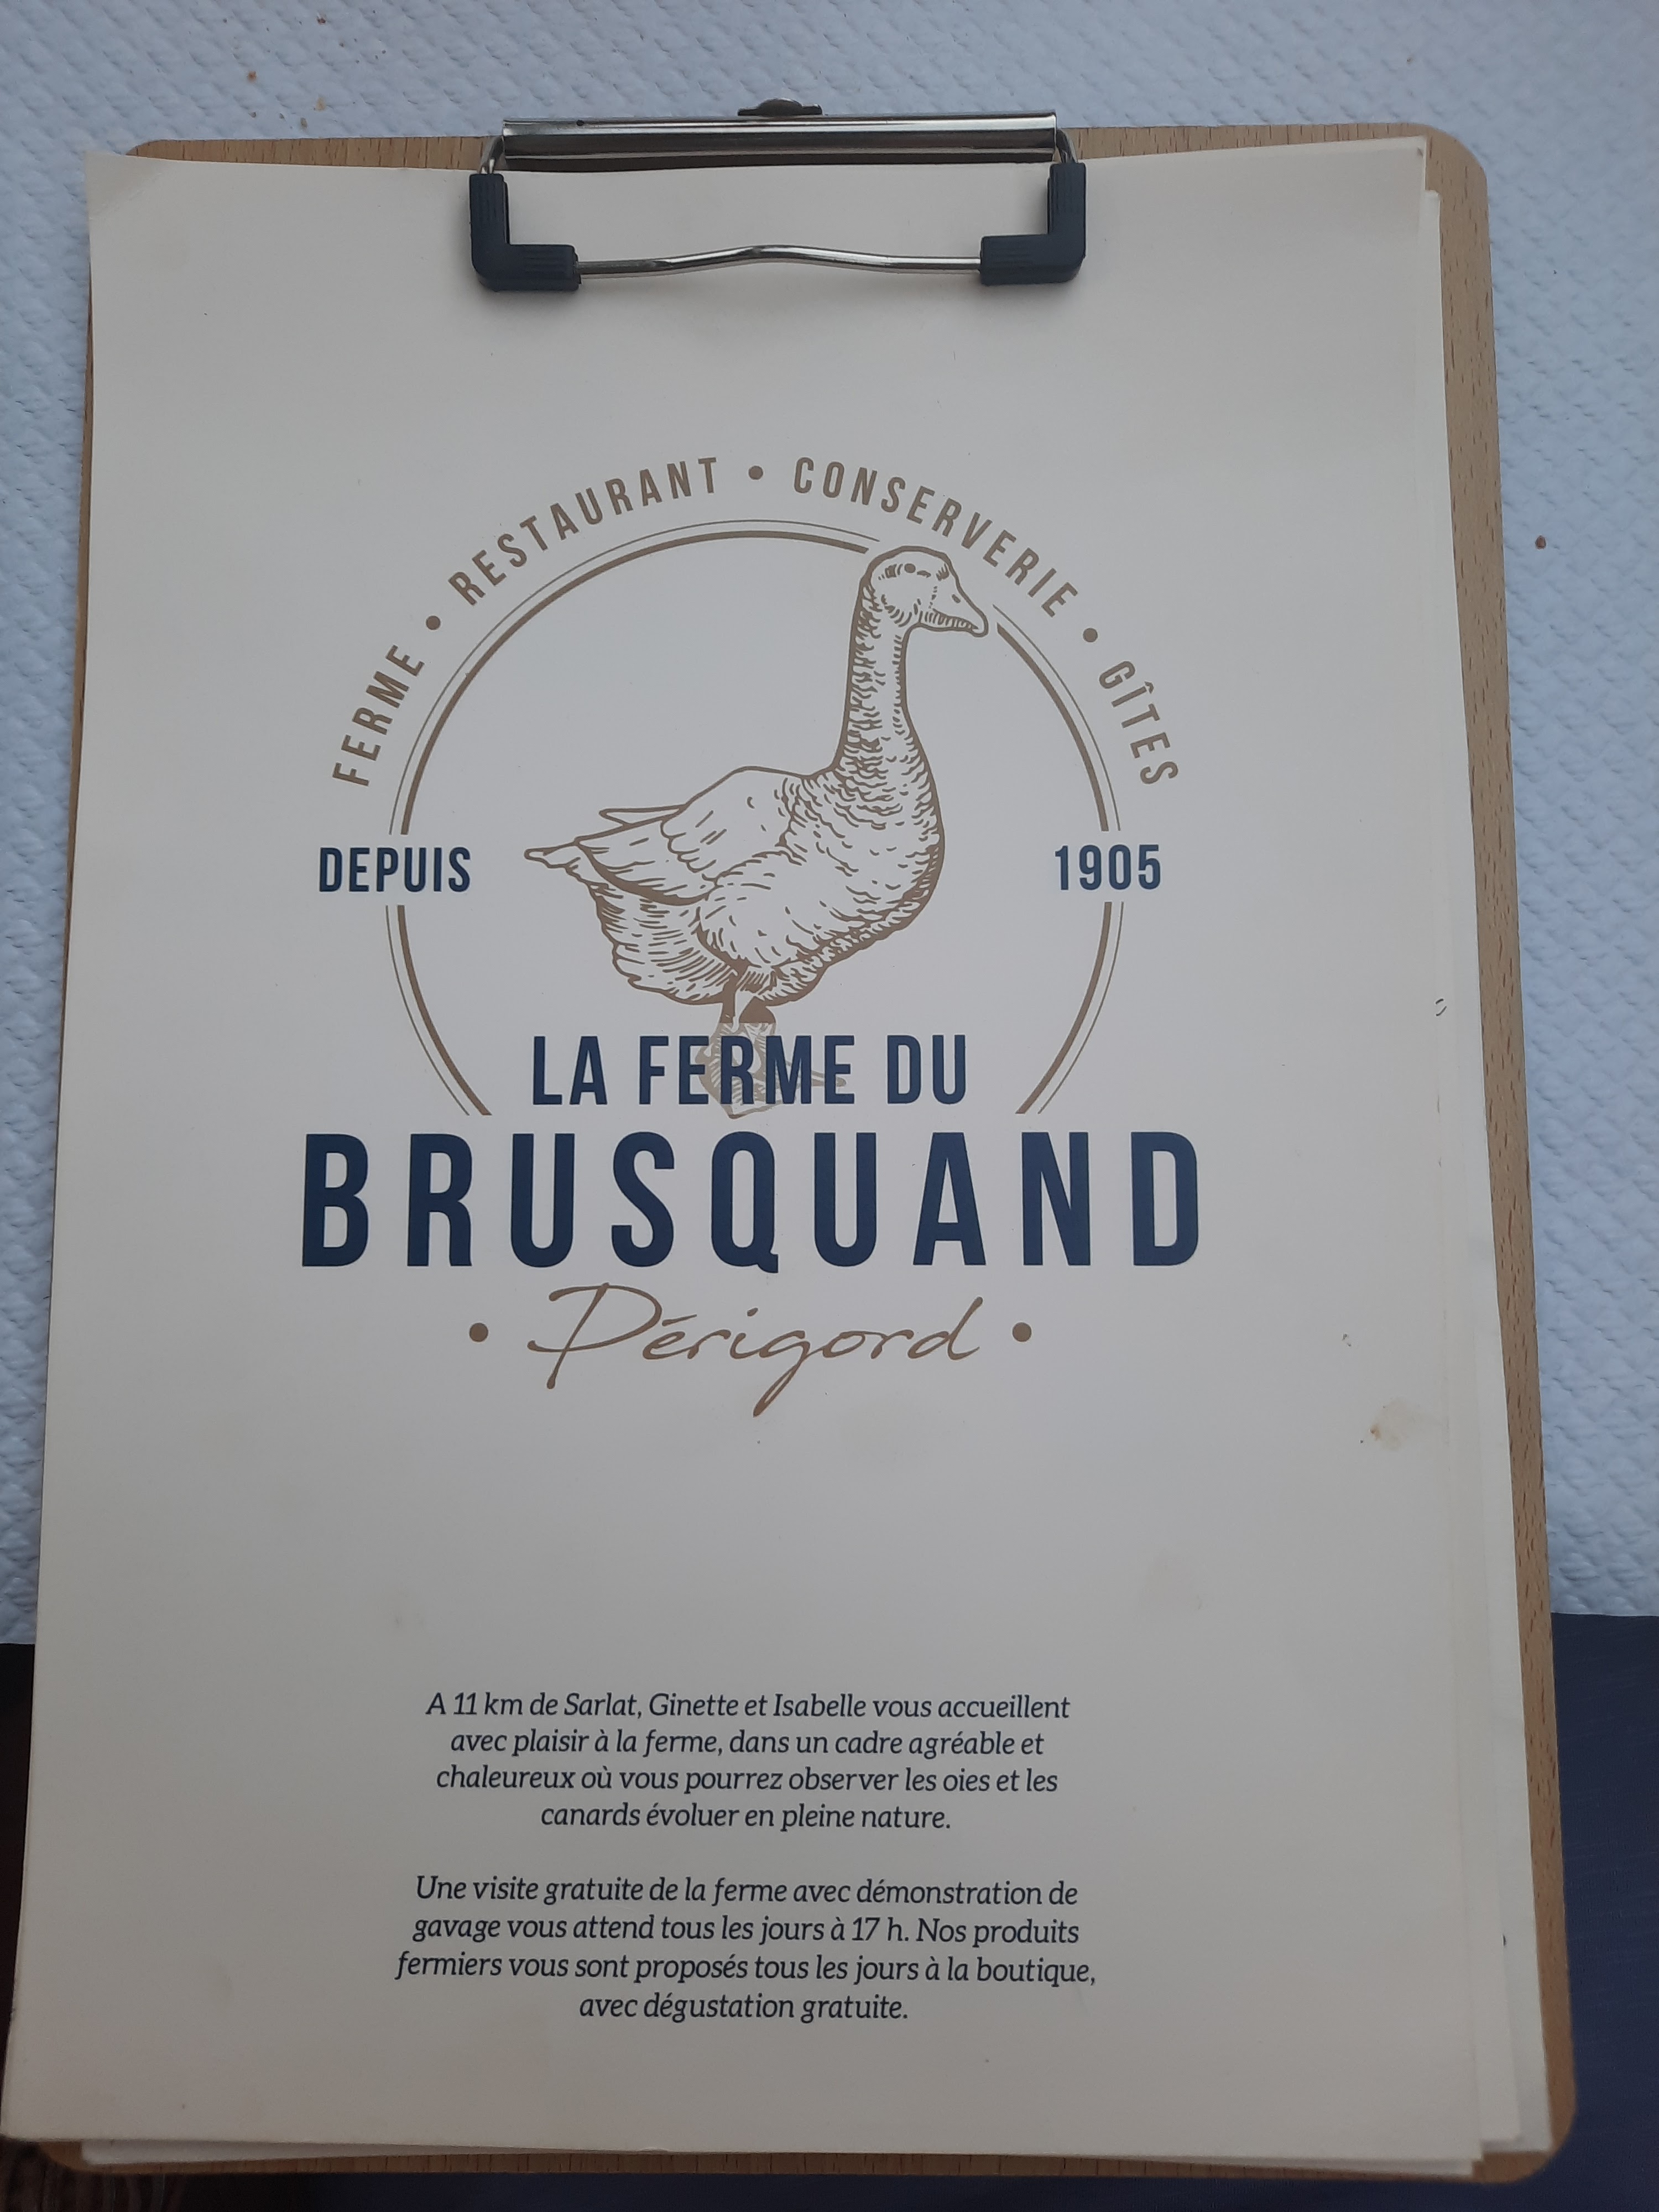 FERME • RESTAURANT • CONSERVERIE • GÎTES
DEPUIS 1905
LA FERME DU
BRUSQUAND
• Périgord •
A 11 km de Sarlat, Ginette et Isabelle vous accueillent
avec plaisir à la ferme, dans un cadre agréable et
chaleureux où vous pourrez observer les oies et les
canards évoluer en pleine nature.
Une visite gratuite de la ferme avec démonstration de
gavage vous attend tous les jours à 17 h. Nos produits
fermiers vous sont proposés tous les jours à la boutique,
avec dégustation gratuite.